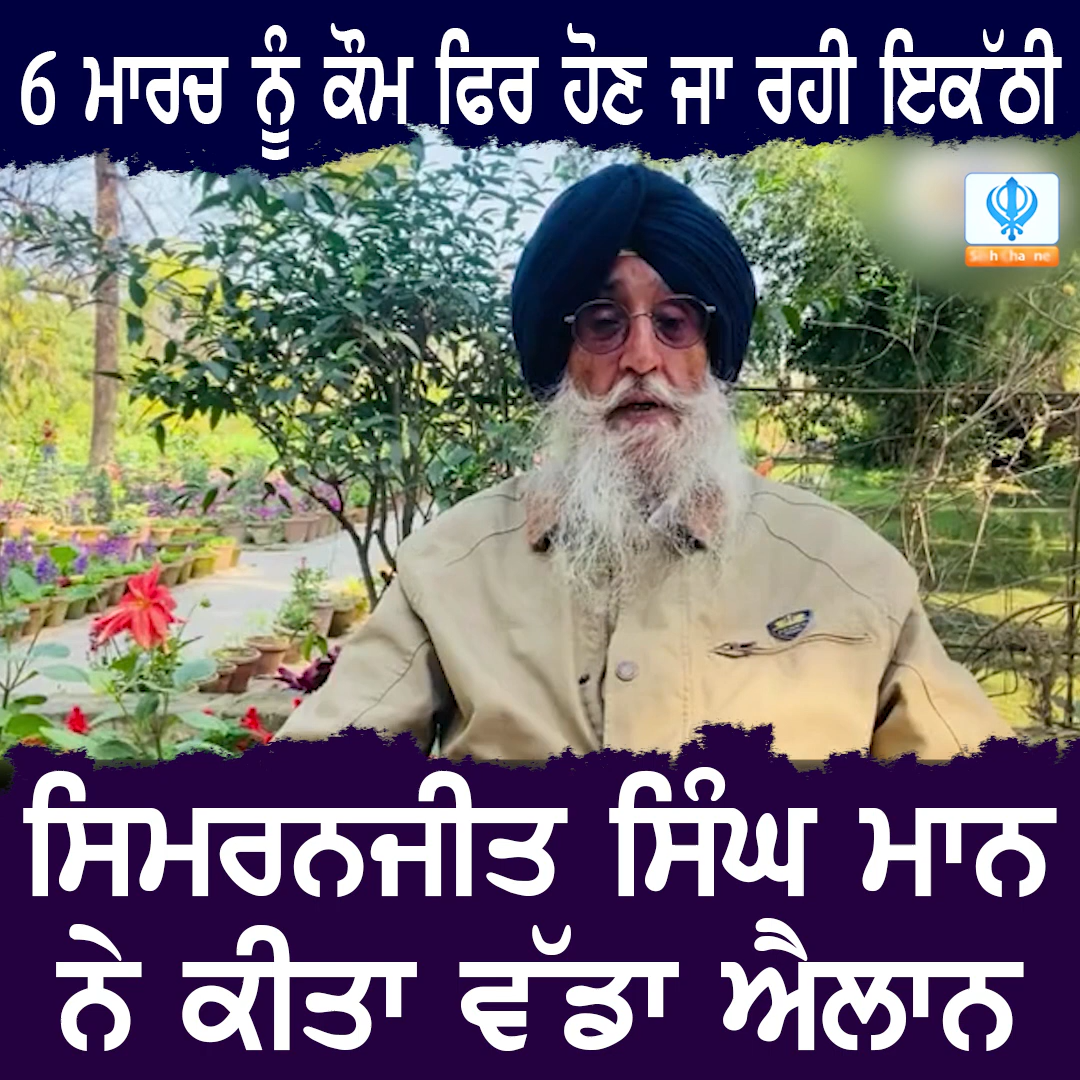 6 ਮਾਰਚ ਨੂੰ ਕੌਮ ਫਿਰ ਹੋਣ ਜਾ ਰਹੀ ਇਕੱਠੀ
ਸਿਮਰਨਜੀਤ ਸਿੰਘ ਮਾਨ
ਨੇ ਕੀਤਾ ਵੱਡਾ ਐਲਾਨ